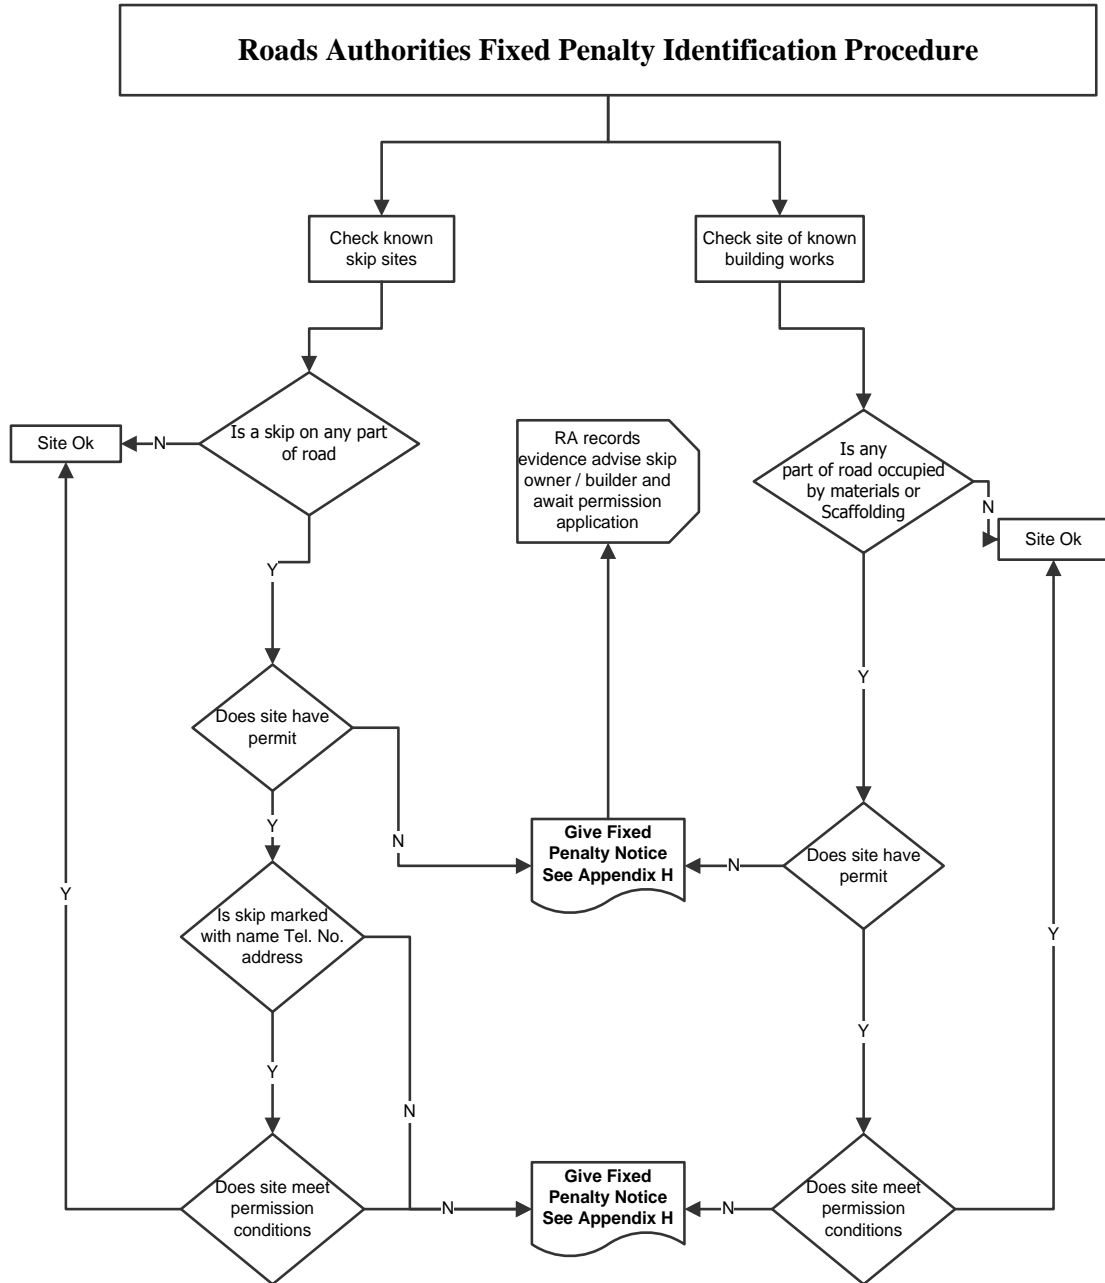 Roads Authorities Fixed Penalty Identification Procedure
Check known
skip sites
Check site of known
building works
Is a skip on any part
of road
N
Site Ok
RA records
evidence advise skip
owner / builder and
await permission
application
Is any
part of road occupied
by materials or
Scaffolding
N
Site Ok
Y
Y
Does site have
permit
N
Y
Give Fixed
Penalty Notice
See Appendix H
N
Does site have
permit
Y
Is skip marked
with name Tel. No.
address
Y
Y
Y
N
Y
Does site meet
permission
conditions
N
Give Fixed
Penalty Notice
See Appendix H
N
Does site meet
permission
conditions